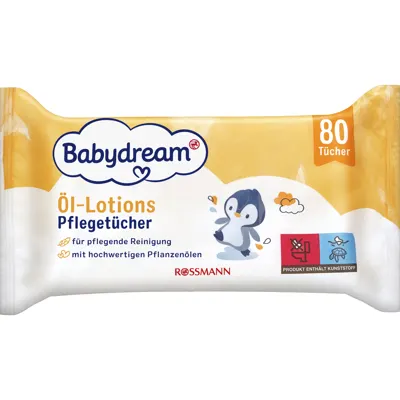 80
Tücher
Babydream
Öl-Lotions
Pflegetücher
für pflegende Reinigung
mit hochwertigen Pflanzenölen
ROSSMANN
PRODUKT ENTHÄLT KUNSTSTOFF